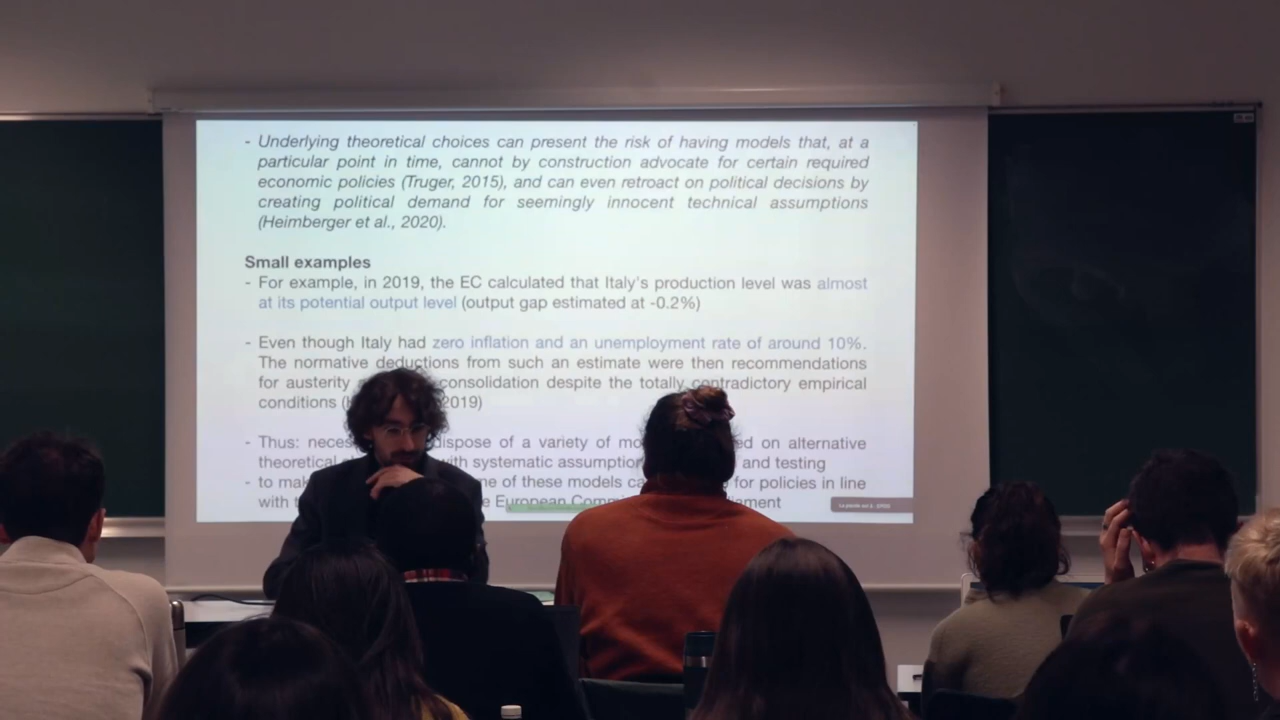 - Underlying theoretical choices can present the risk of having models that, at a
particular point in time, cannot by construction advocate for certain required
economic policies (Truger, 2015), and can even retroact on political decisions by
creating political demand for seemingly innocent technical assumptions
(Heimberger et al., 2020).
Small examples
- For example, in 2019, the EC calculated that Italy's production level was almost
at its potential output level (output gap estimated at -0.2%)
- Even though Italy had zero inflation and an unemployment rate of around 10%.
The normative deductions from such an estimate were then recommendations
for austerity consolidation despite the totally contradictory empirical
conditions ( 2019)
- Thus: dispose of a variety of on alternative
theoretical with systematic and testing
- to of these models for policies in line
with European